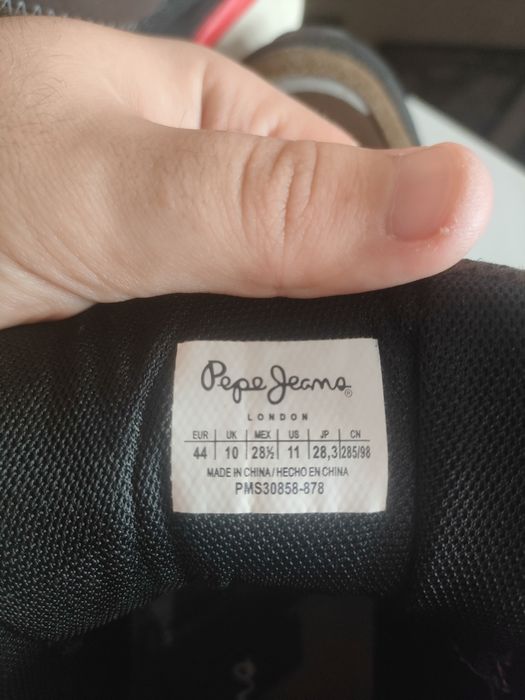 Pepe Jeans®
LONDON
EUR UK MEX US JP CN
44 10 28½ 11 28,3 285/98
MADE IN CHINA / HECHO EN CHINA
PMS30858-878